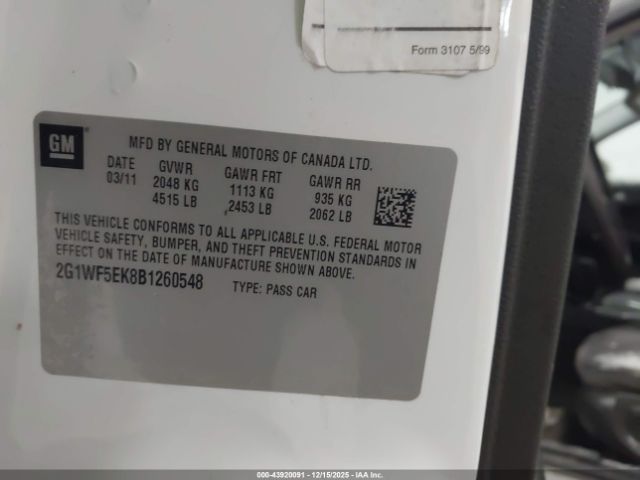 Form 3107 5/99
GM
MFD BY GENERAL MOTORS OF CANADA LTD.
DATE GVWR GAWR FRT GAWR RR
03/11 2048 KG 1113 KG 935 KG
4515 LB 2453 LB 2062 LB
THIS VEHICLE CONFORMS TO ALL APPLICABLE U.S. FEDERAL MOTOR
VEHICLE SAFETY, BUMPER, AND THEFT PREVENTION STANDARDS IN
EFFECT ON THE DATE OF MANUFACTURE SHOWN ABOVE.
2G1WF5EK8B1260548 TYPE: PASS CAR
000-43920091 - 12/15/2025 - IAA Inc. (C) Copyright